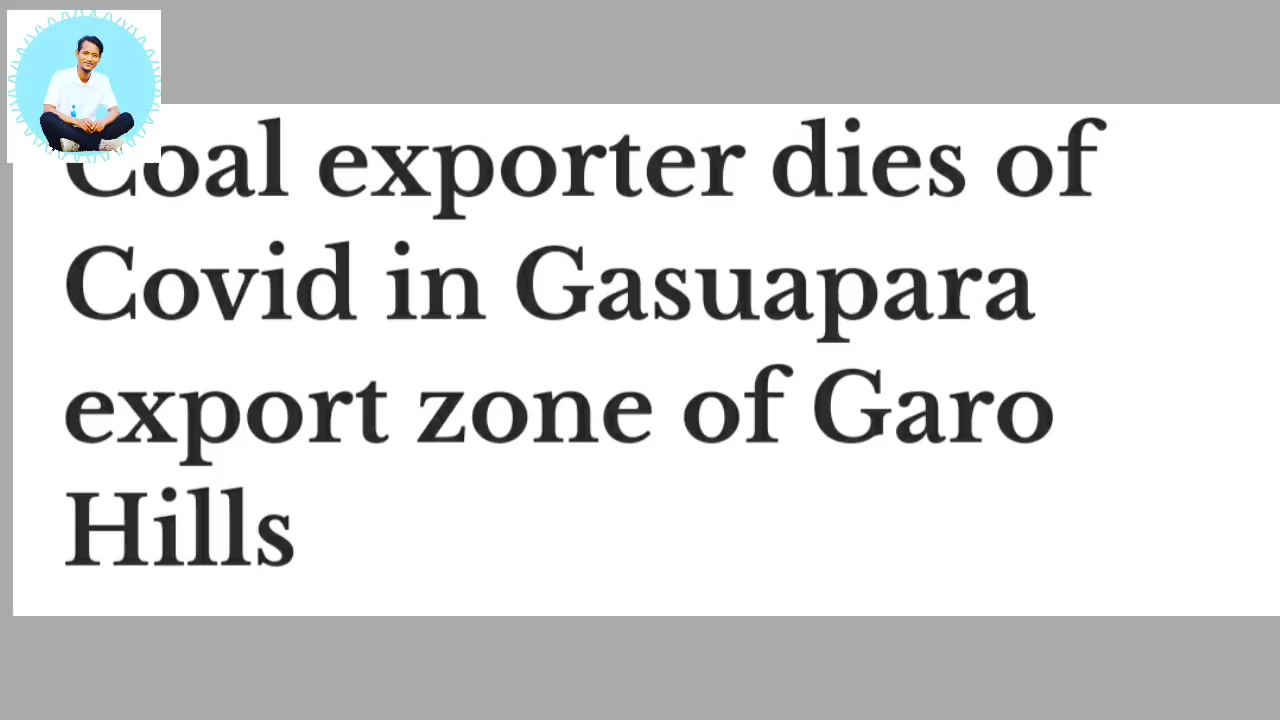 Coal exporter dies of
Covid in Gasuapara
export zone of Garo
Hills